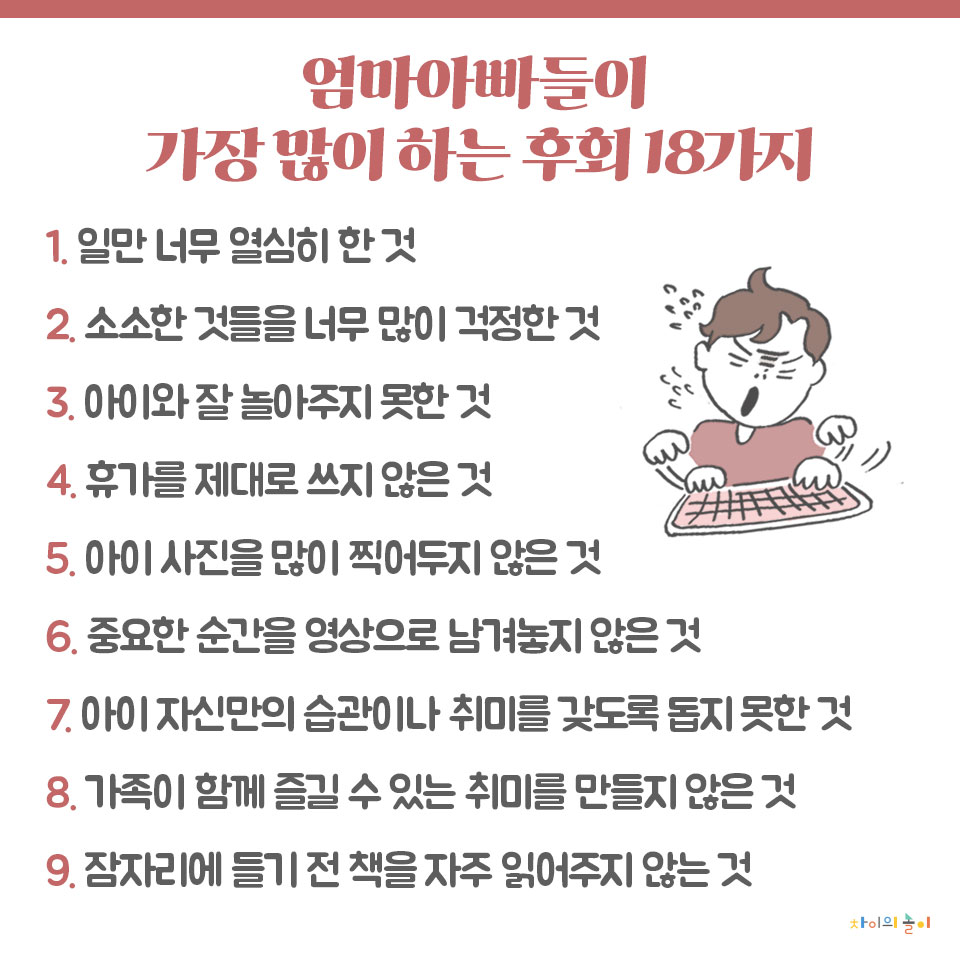 엄마아빠들이
가장 많이 하는 후회 18가지
1. 일만 너무 열심히 한 것
2. 소소한 것들을 너무 많이 걱정한 것
3. 아이와 잘 놀아주지 못한 것
4. 휴가를 제대로 쓰지 않은 것
5. 아이 사진을 많이 찍어두지 않은 것
6. 중요한 순간을 영상으로 남겨놓지 않은 것
7. 아이 자신만의 습관이나 취미를 갖도록 돕지 못한 것
8. 가족이 함께 즐길 수 있는 취미를 만들지 않은 것
9. 잠자리에 들기 전 책을 자주 읽어주지 않는 것
차이의 놀이